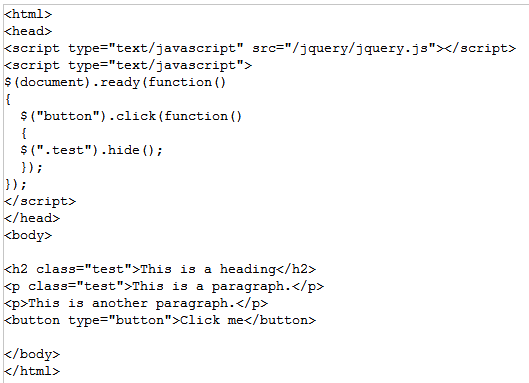 <html>
<head>
<script type="text/javascript" src="/jquery/jquery.js"></script>
<script type="text/javascript">
$(document).ready(function()
{
  $("button").click(function()
  {
  $(".test").hide();
  });
});
</script>
</head>
<body>

<h2 class="test">This is a heading</h2>
<p class="test">This is a paragraph.</p>
<p>This is another paragraph.</p>
<button type="button">Click me</button>

</body>
</html>